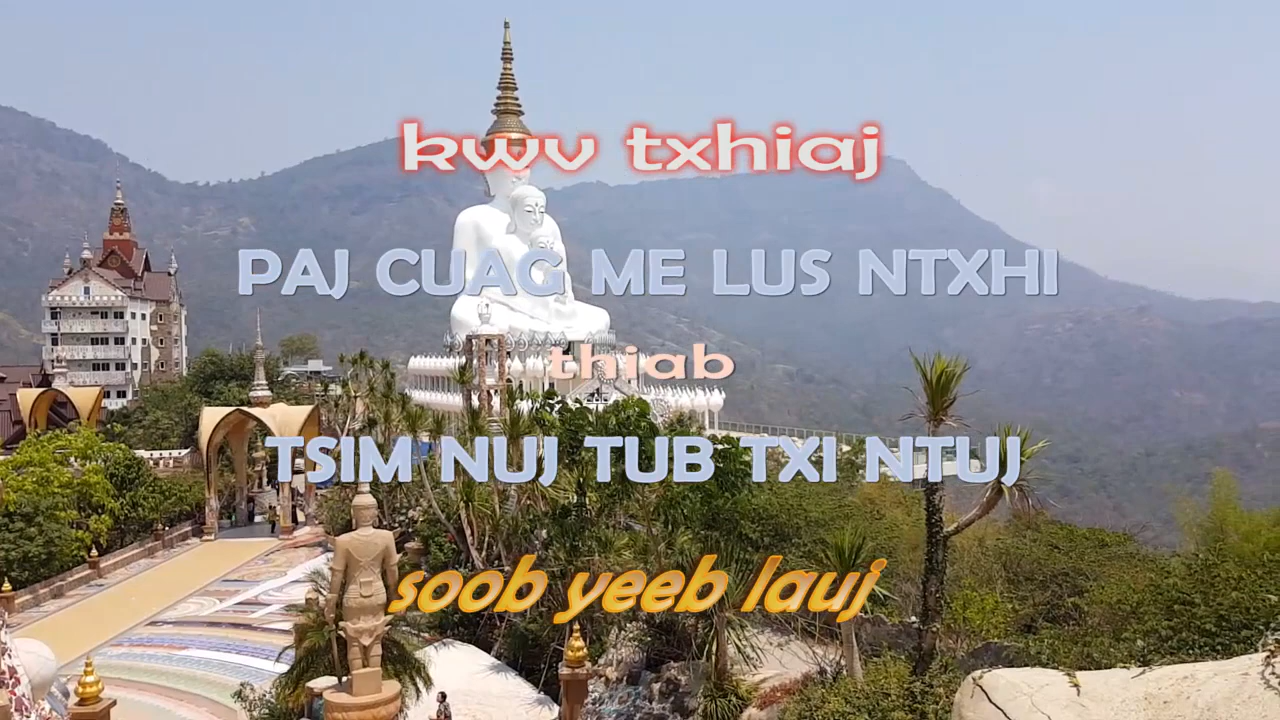 kwv txhiaj
PAJ CUAG ME LUS NTXHI
thiab
TSIM NUJ TUB TXI NTUJ
soob yeeb lauj